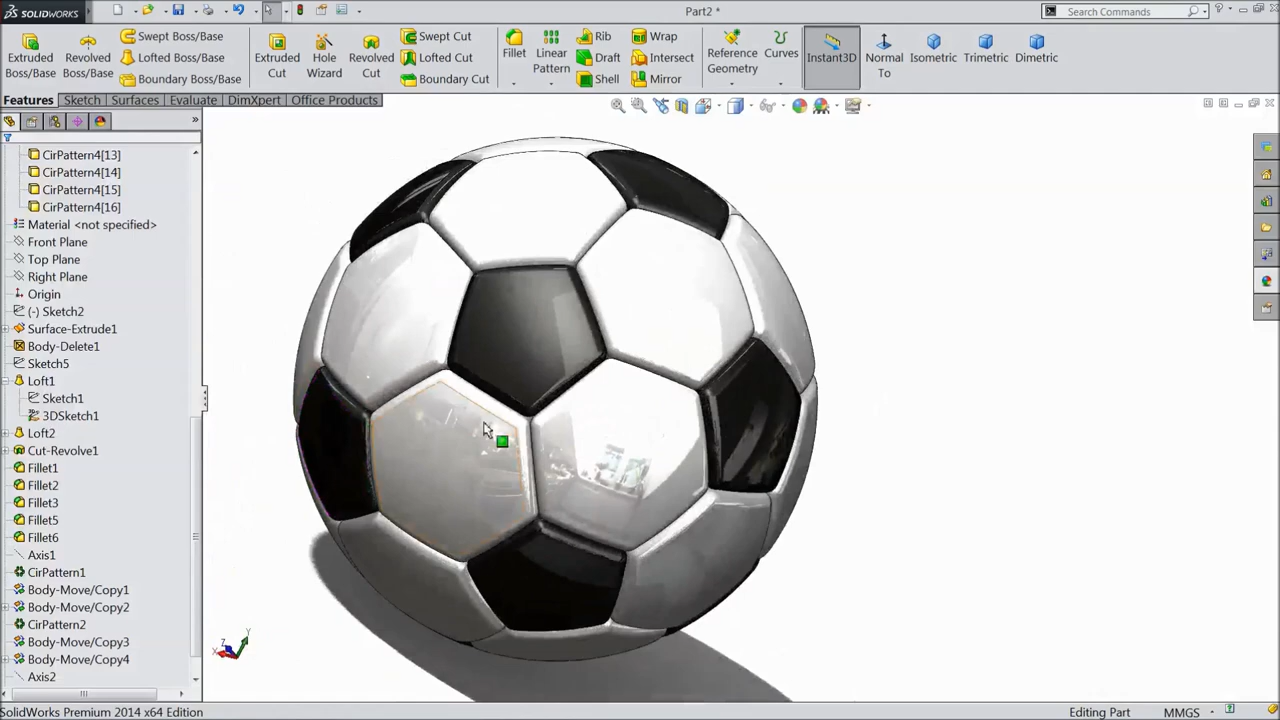 SOLIDWORKS
Part2 *
Search Commands
Extruded Boss/Base
Revolved Boss/Base
Swept Boss/Base
Lofted Boss/Base
Boundary Boss/Base
Extruded Cut
Hole Wizard
Revolved Cut
Swept Cut
Lofted Cut
Boundary Cut
Fillet
Linear Pattern
Rib
Draft
Shell
Wrap
Intersect
Mirror
Reference Geometry
Curves
Instant3D
Normal To
Isometric
Trimetric
Dimetric
Features
Sketch
Surfaces
Evaluate
DimXpert
Office Products
CirPattern4[13]
CirPattern4[14]
CirPattern4[15]
CirPattern4[16]
Material <not specified>
Front Plane
Top Plane
Right Plane
Origin
(-) Sketch2
Surface-Extrude1
Body-Delete1
Sketch5
Loft1
Sketch1
3DSketch1
Loft2
Cut-Revolve1
Fillet1
Fillet2
Fillet3
Fillet5
Fillet6
Axis1
CirPattern1
Body-Move/Copy1
Body-Move/Copy2
CirPattern2
Body-Move/Copy3
Body-Move/Copy4
Axis2
X
Z
Y
SolidWorks Premium 2014 x64 Edition
Editing Part
MMGS